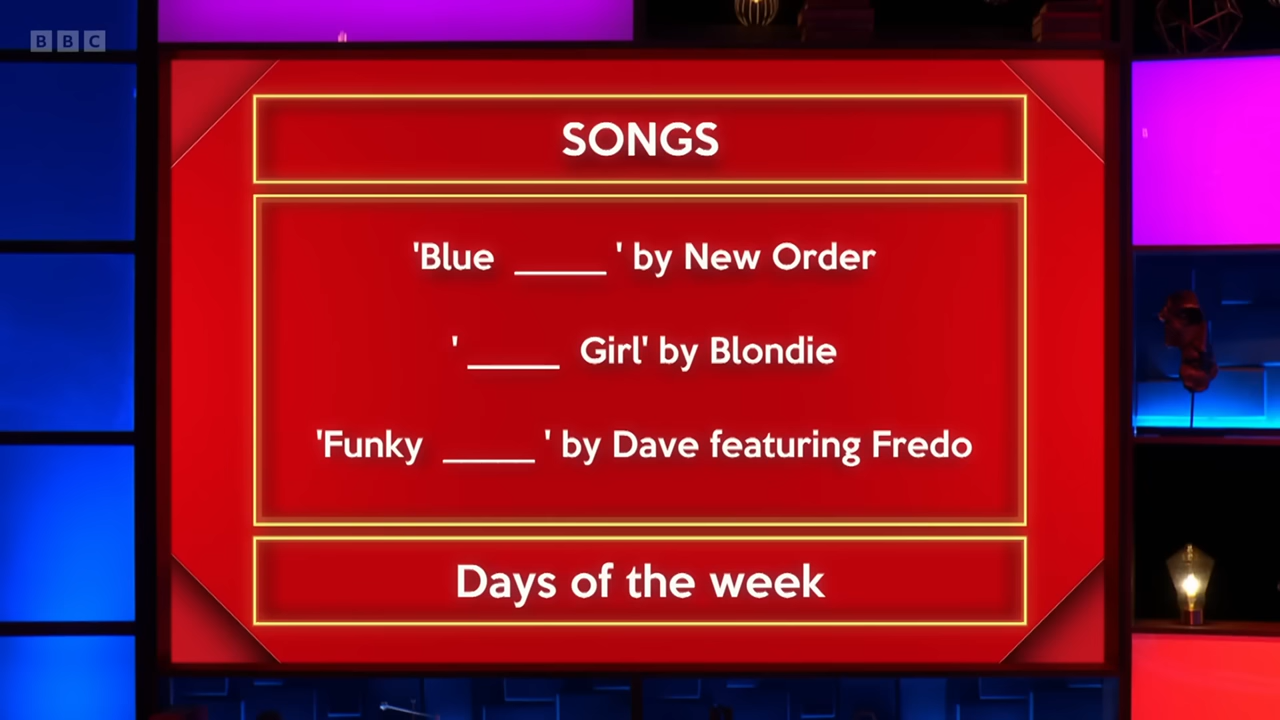 BBC
SONGS
'Blue _____ ' by New Order
' _____ Girl' by Blondie
'Funky _____ ' by Dave featuring Fredo
Days of the week